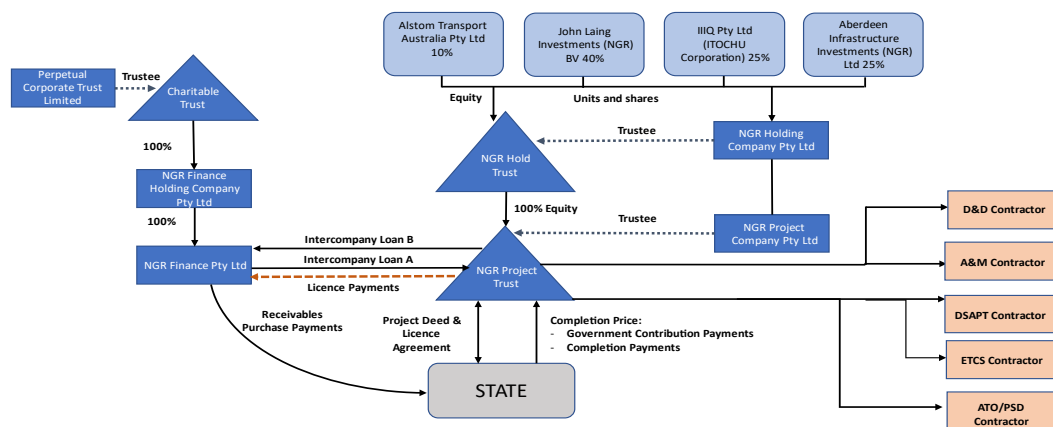 Alstom Transport
Australia Pty Ltd
10%
John Laing
Investments (NGR)
BV 40%
IIIQ Pty Ltd
(ITOCHU
Corporation) 25%
Aberdeen
Infrastructure
Investments (NGR)
Ltd 25%
Perpetual
Corporate Trust
Limited
Trustee
Charitable
Trust
Equity
Units and shares
100%
NGR Hold
Trust
Trustee
NGR Holding
Company Pty Ltd
NGR Finance
Holding Company
Pty Ltd
100%
100% Equity
Trustee
NGR Project
Company Pty Ltd
D&D Contractor
NGR Finance Pty Ltd
Intercompany Loan B
Intercompany Loan A
Licence Payments
NGR Project
Trust
A&M Contractor
Receivables
Purchase Payments
Project Deed &
Licence
Agreement
Completion Price:
- Government Contribution Payments
- Completion Payments
DSAPT Contractor
ETCS Contractor
STATE
ATO/PSD
Contractor